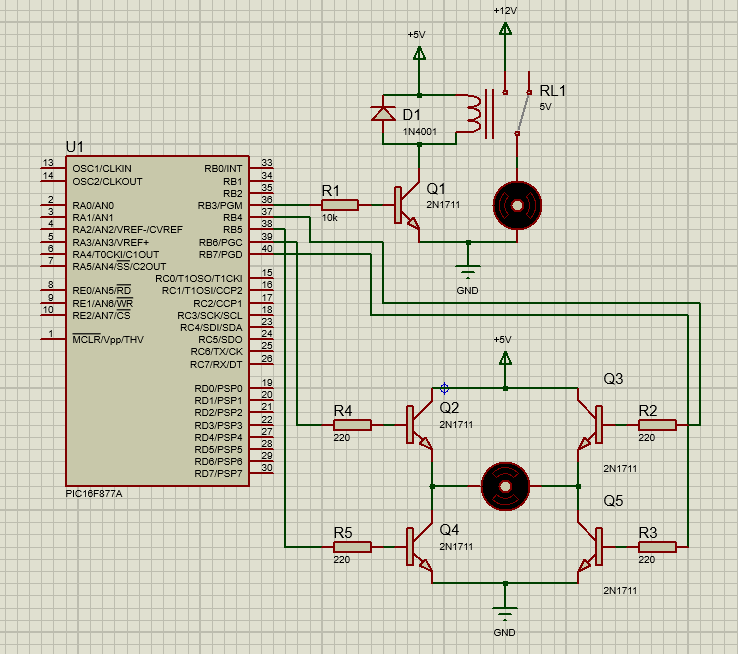 +12V
+5V
RL1
5V
D1
1N4001
U1
13 OSC1/CLKIN RB0/INT 33
14 OSC2/CLKOUT RB1 34
RB2 35
2 RA0/AN0 RB3/PGM 36
3 RA1/AN1 RB4 37
4 RA2/AN2/VREF-/CVREF RB5 38
5 RA3/AN3/VREF+ RB6/PGC 39
6 RA4/T0CKI/C1OUT RB7/PGD 40
7 RA5/AN4/SS/C2OUT
RC0/T1OSO/T1CKI 15
8 RE0/AN5/RD RC1/T1OSI/CCP2 16
9 RE1/AN6/WR RC2/CCP1 17
10 RE2/AN7/CS RC3/SCK/SCL 18
RC4/SDI/SDA 23
1 MCLR/Vpp/THV RC5/SDO 24
RC6/TX/CK 25
RC7/RX/DT 26
RD0/PSP0 19
RD1/PSP1 20
RD2/PSP2 21
RD3/PSP3 22
RD4/PSP4 27
RD5/PSP5 28
RD6/PSP6 29
RD7/PSP7 30
PIC16F877A
R1
10k
Q1
2N1711
GND
+5V
R4
220
Q2
2N1711
Q3
2N1711
R2
220
R5
220
Q4
2N1711
Q5
2N1711
R3
220
GND